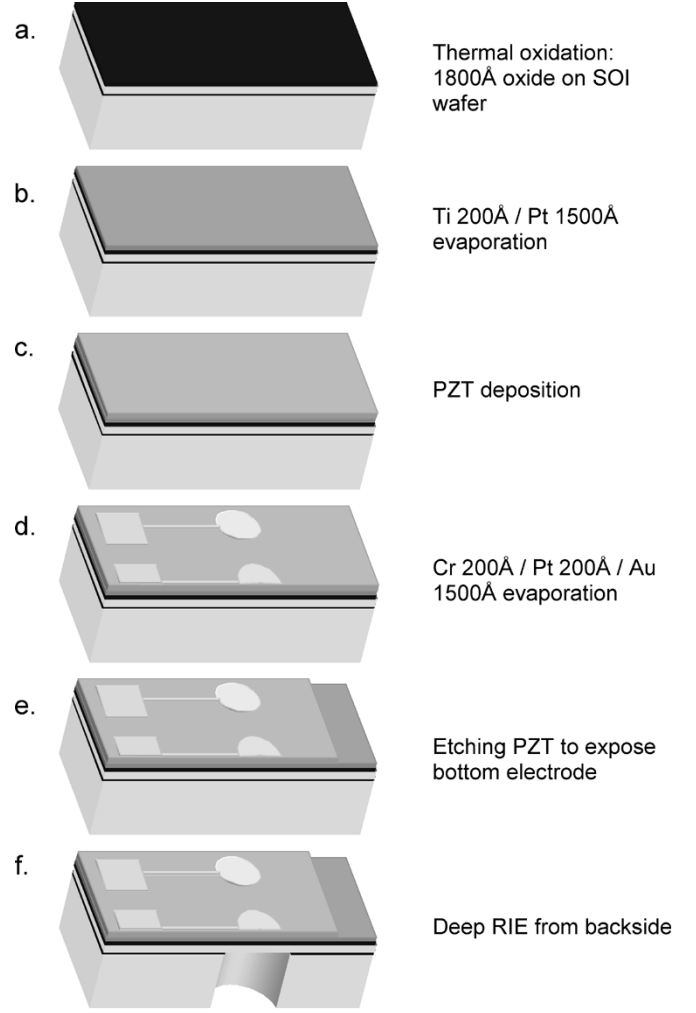 a.
Thermal oxidation:
1800Å oxide on SOI
wafer
b.
Ti 200Å / Pt 1500Å
evaporation
c.
PZT deposition
d.
Cr 200Å / Pt 200Å / Au
1500Å evaporation
e.
Etching PZT to expose
bottom electrode
f.
Deep RIE from backside